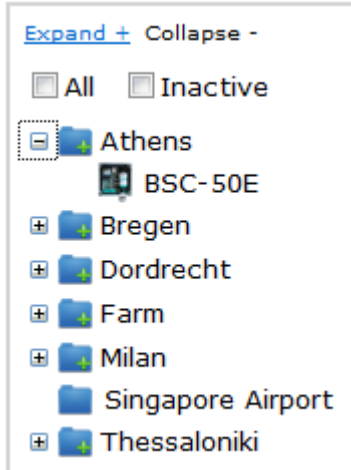 Expand + Collapse -
All Inactive
Athens
BSC-50E
Bregen
Dordrecht
Farm
Milan
Singapore Airport
Thessaloniki